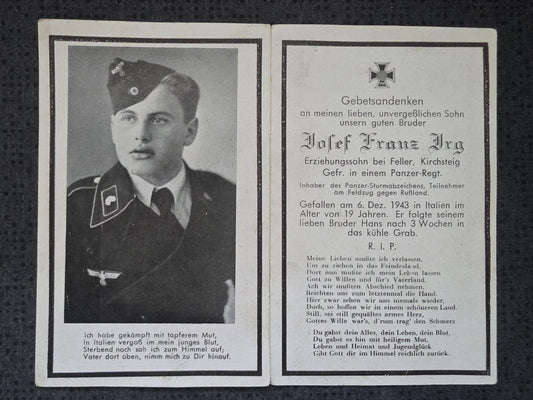 Ich habe gekämpft mit tapferem Mut,
In Italien vergoß im mein junges Blut,
Sterbend noch sah ich zum Himmel auf;
Vater dort oben, nimm mich zu Dir hinauf.
Gebetsandenken
an meinen lieben, unvergeßlichen Sohn
unsern guten Bruder
Josef Franz Irg
Erziehungssohn bei Feller, Kirchsteig
Gefr. in einem Panzer-Regt.
Inhaber des Panzer-Sturmabzeichens, Teilnehmer
am Feldzug gegen Rußland.
Gefallen am 6. Dez. 1943 in Italien im
Alter von 19 Jahren. Er folgte seinem
lieben Bruder Hans nach 3 Wochen in
das kühle Grab.
R. I. P.
Meine Lieben mußte ich verlassen,
Um zu ziehen in das Feindesland,
Dort nun mußte ich mein Leben lassen
Gott zu Willen und für's Vaterland.
Ach wir mußten Abschied nehmen,
Reichten uns zum letztenmal die Hand.
Hier zwar sehen wir uns niemals wieder,
Doch, so hoffen wir in einem schöneren Land.
Still, sei still gequältes armes Herz,
Gottes Wille war's, d'rum trag' den Schmerz
Du gabst dein Alles, dein Leben, dein Blut,
Du gabst es hin mit heiligem Mut.
Leben und Heimat und Jugendglück
Gibt Gott dir im Himmel reichlich zurück.